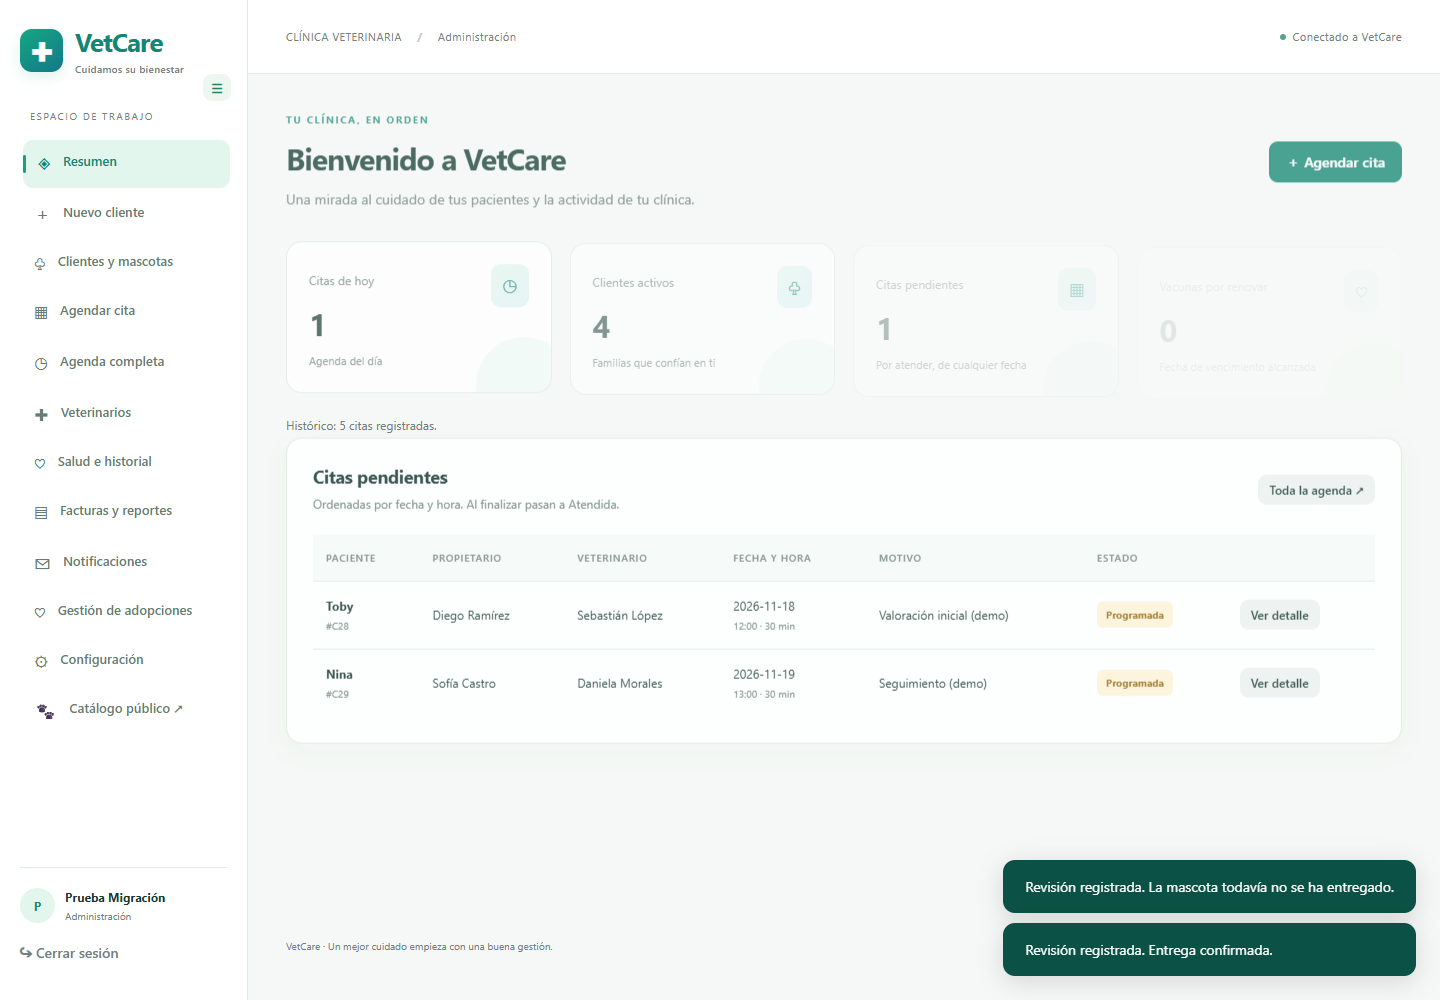 VetCare
Cuidamos su bienestar
ESPACIO DE TRABAJO
Resumen
Nuevo cliente
Clientes y mascotas
Agendar cita
Agenda completa
Veterinarios
Salud e historial
Facturas y reportes
Notificaciones
Gestión de adopciones
Configuración
Catálogo público ↗
P
Prueba Migración
Administración
Cerrar sesión
CLÍNICA VETERINARIA / Administración
Conectado a VetCare
TU CLÍNICA, EN ORDEN
Bienvenido a VetCare
Una mirada al cuidado de tus pacientes y la actividad de tu clínica.
+ Agendar cita
Citas de hoy
1
Agenda del día
Clientes activos
4
Familias que confían en ti
Citas pendientes
1
Por atender, de cualquier fecha
Vacunas por renovar
0
Fecha de vencimiento alcanzada
Histórico: 5 citas registradas.
Citas pendientes
Ordenadas por fecha y hora. Al finalizar pasan a Atendida.
Toda la agenda ↗
PACIENTE PROPIETARIO VETERINARIO FECHA Y HORA MOTIVO ESTADO
Toby Diego Ramírez Sebastián López 2026-11-18 Valoración inicial (demo) Programada Ver detalle
#C28 12:00 · 30 min
Nina Sofía Castro Daniela Morales 2026-11-19 Seguimiento (demo) Programada Ver detalle
#C29 13:00 · 30 min
Revisión registrada. La mascota todavía no se ha entregado.
Revisión registrada. Entrega confirmada.
VetCare · Un mejor cuidado empieza con una buena gestión.